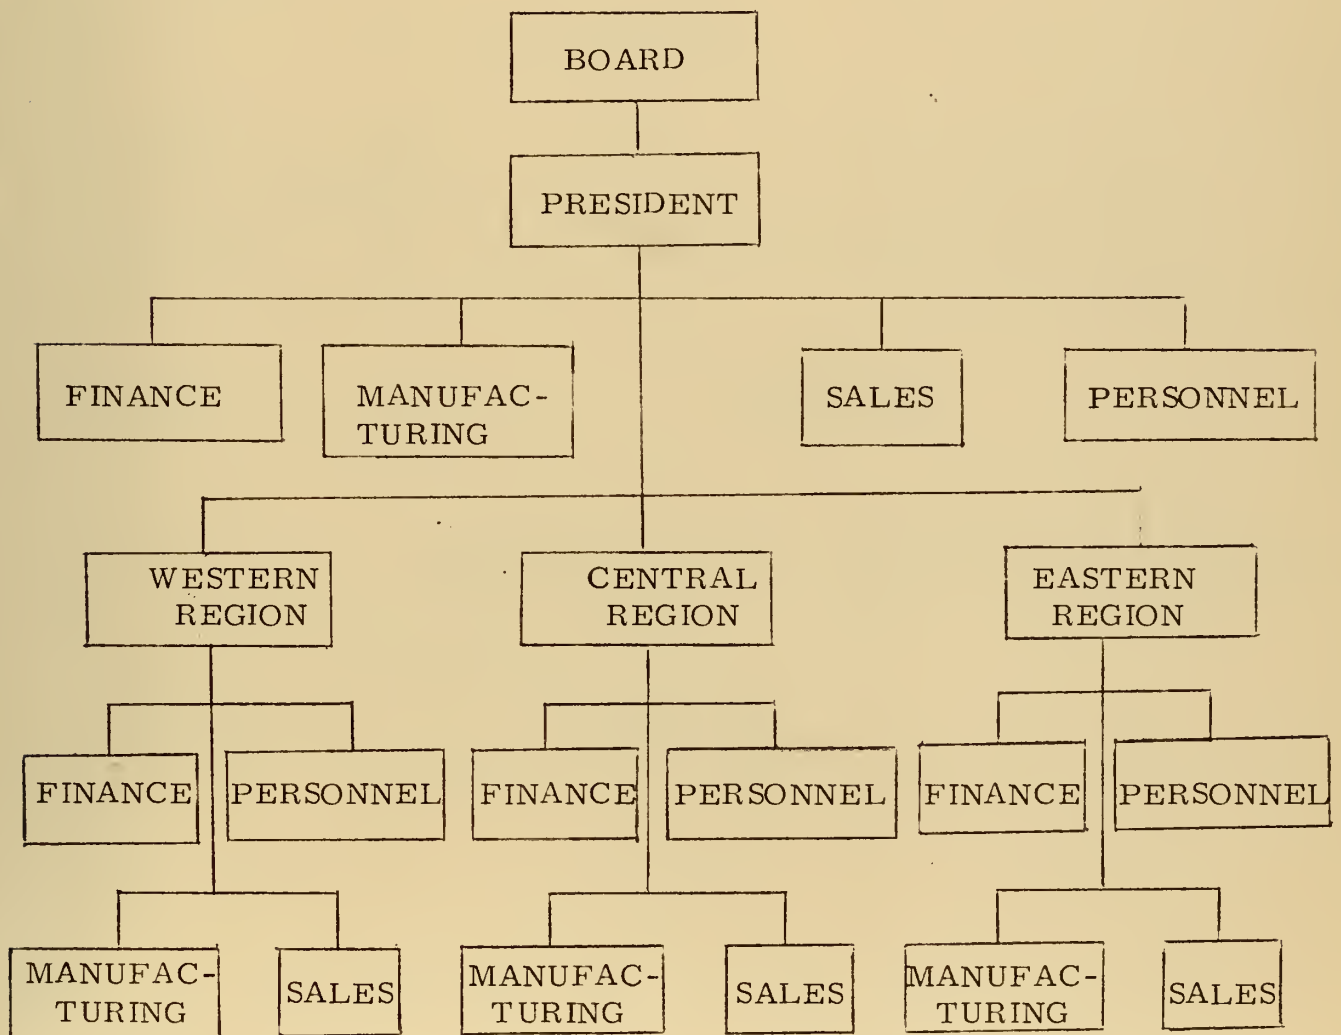 BOARD
PRESIDENT
FINANCE
MANUFAC-
TURING
SALES
PERSONNEL
WESTERN
REGION
CENTRAL
REGION
EASTERN
REGION
FINANCE
PERSONNEL
FINANCE
PERSONNEL
FINANCE
PERSONNEL
MANUFAC-
TURING
SALES
MANUFAC-
TURING
SALES
MANUFAC-
TURING
SALES